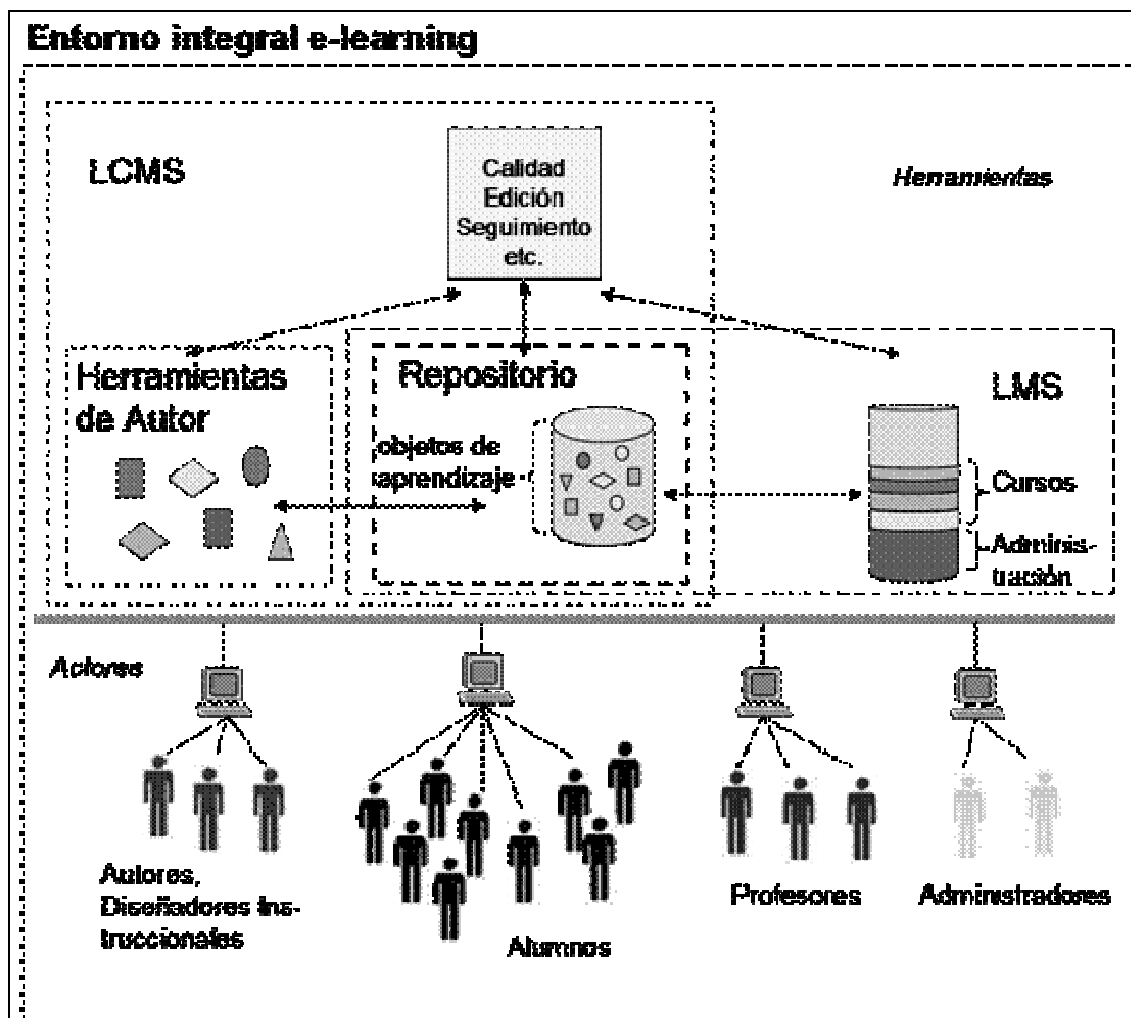 Entorno integral e-learning
LCMS
Calidad
Edición
Seguimiento
etc.
Herramientas
Herramientas
de Autor
Repositorio
objetos de
aprendizaje
LMS
Cursos
Adminis-
tración
Actores
Autores,
Diseñadores Ins-
truccionales
Alumnos
Profesores
Administradores